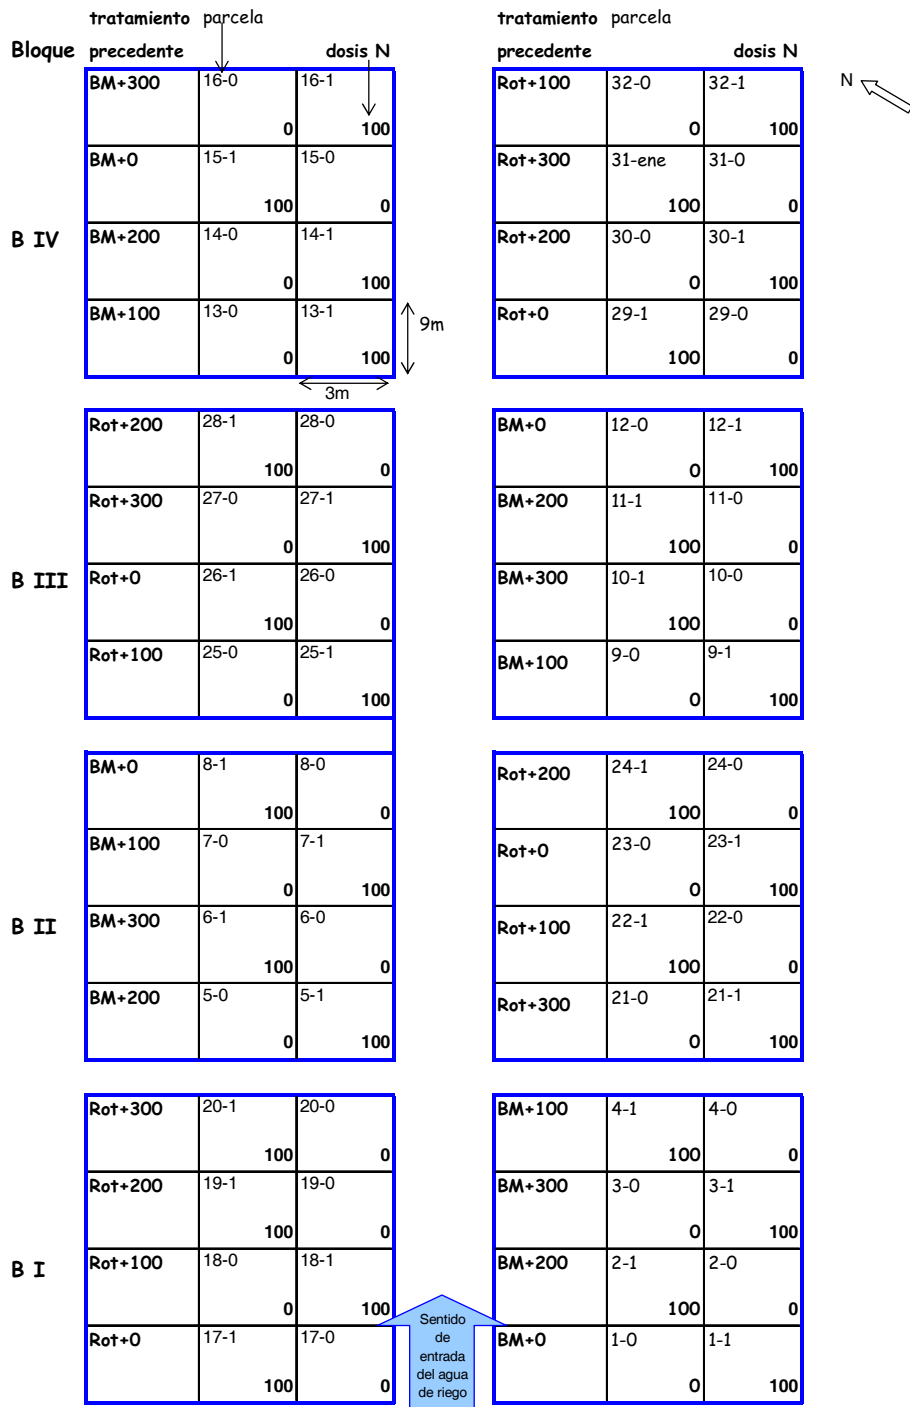 tratamiento parcela tratamiento parcela
Bloque precedente dosis N precedente dosis N
N
BM+300 16-0 16-1 Rot+100 32-0 32-1
0 100 0 100
BM+0 15-1 15-0 Rot+300 31-ene 31-0
100 0 100 0
B IV BM+200 14-0 14-1 Rot+200 30-0 30-1
0 100 0 100
BM+100 13-0 13-1 Rot+0 29-1 29-0
9m
0 100 100 0
3m
Rot+200 28-1 28-0 BM+0 12-0 12-1
100 0 0 100
Rot+300 27-0 27-1 BM+200 11-1 11-0
0 100 100 0
B III Rot+0 26-1 26-0 BM+300 10-1 10-0
100 0 100 0
Rot+100 25-0 25-1 BM+100 9-0 9-1
0 100 0 100
BM+0 8-1 8-0 Rot+200 24-1 24-0
100 0 100 0
BM+100 7-0 7-1 Rot+0 23-0 23-1
0 100 0 100
B II BM+300 6-1 6-0 Rot+100 22-1 22-0
100 0 100 0
BM+200 5-0 5-1 Rot+300 21-0 21-1
0 100 0 100
Rot+300 20-1 20-0 BM+100 4-1 4-0
100 0 100 0
Rot+200 19-1 19-0 BM+300 3-0 3-1
100 0 0 100
B I Rot+100 18-0 18-1 BM+200 2-1 2-0
0 100 100 0
Rot+0 17-1 17-0 BM+0 1-0 1-1
100 0 0 100
Sentido
de
entrada
del agua
de riego